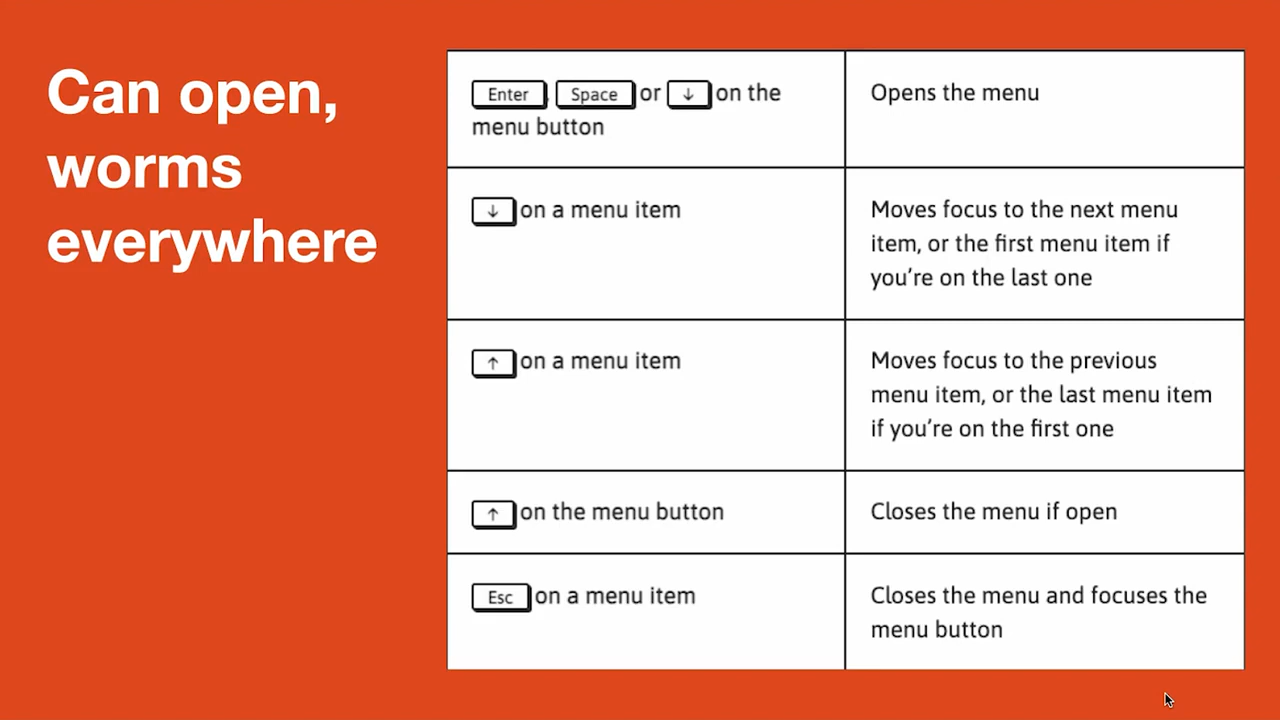 Can open,
worms
everywhere
Enter, Space or ↓ on the
menu button
Opens the menu
↓ on a menu item
Moves focus to the next menu
item, or the first menu item if
you’re on the last one
↑ on a menu item
Moves focus to the previous
menu item, or the last menu item
if you’re on the first one
↑ on the menu button
Closes the menu if open
Esc on a menu item
Closes the menu and focuses the
menu button